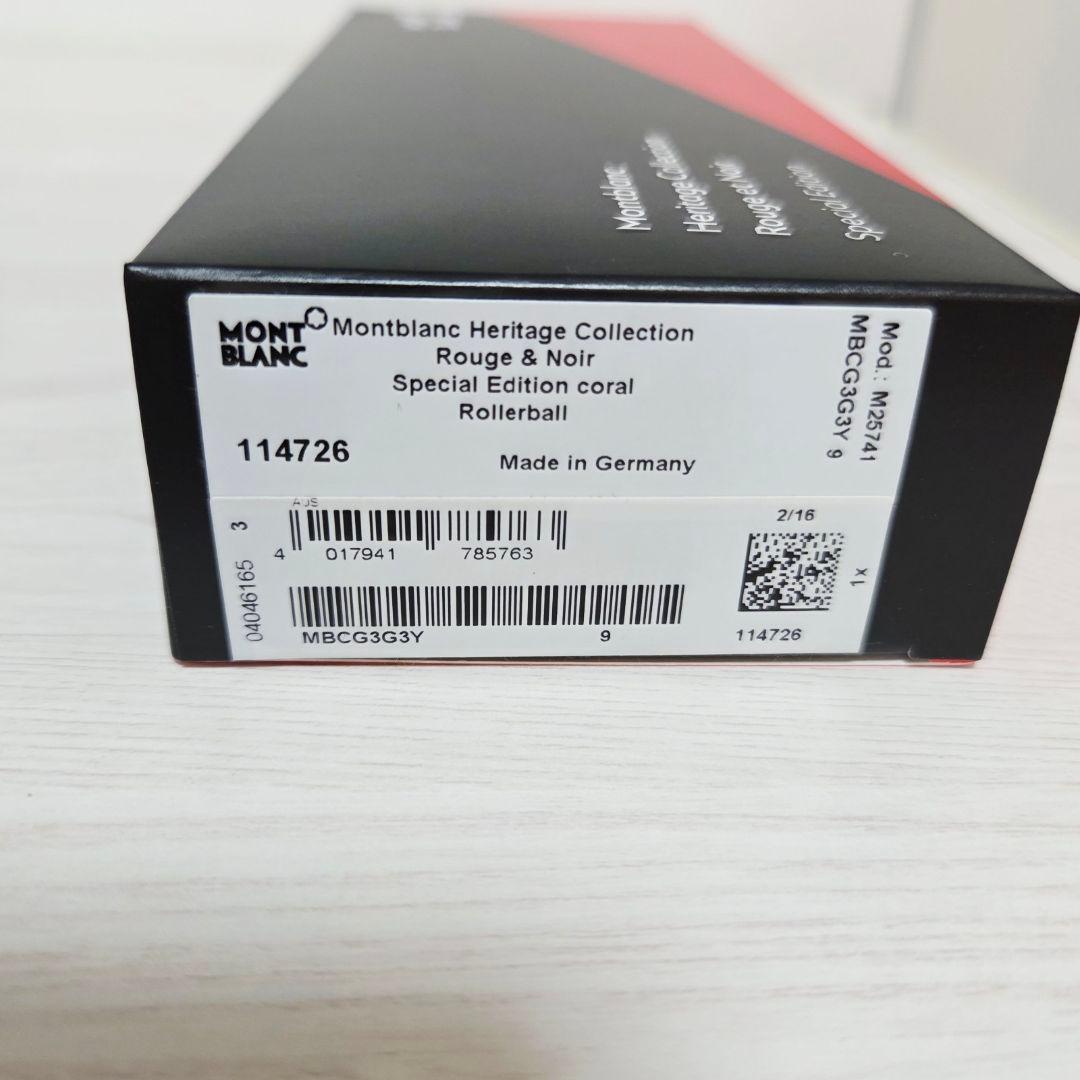 Montblanc
Heritage Collection
Rouge et Noir
Special Edition
MONT
BLANC
Montblanc Heritage Collection
Rouge & Noir
Special Edition coral
Rollerball
114726
Made in Germany
Mod.: M25741
MBCG3G3Y 9
04046165 3
4 017941 785763
MBCG3G3Y 9
2/16
x1
114726